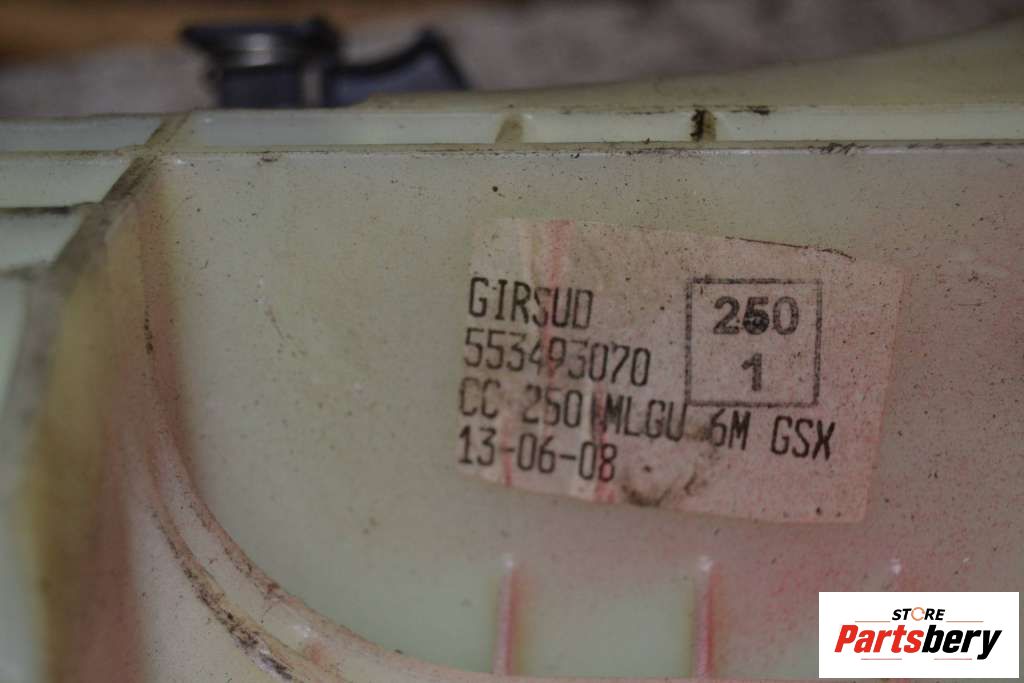 GIRSUD
553493070
CC 250 MLGU 6M GSX
13-06-08
250
1
STORE
Partsbery